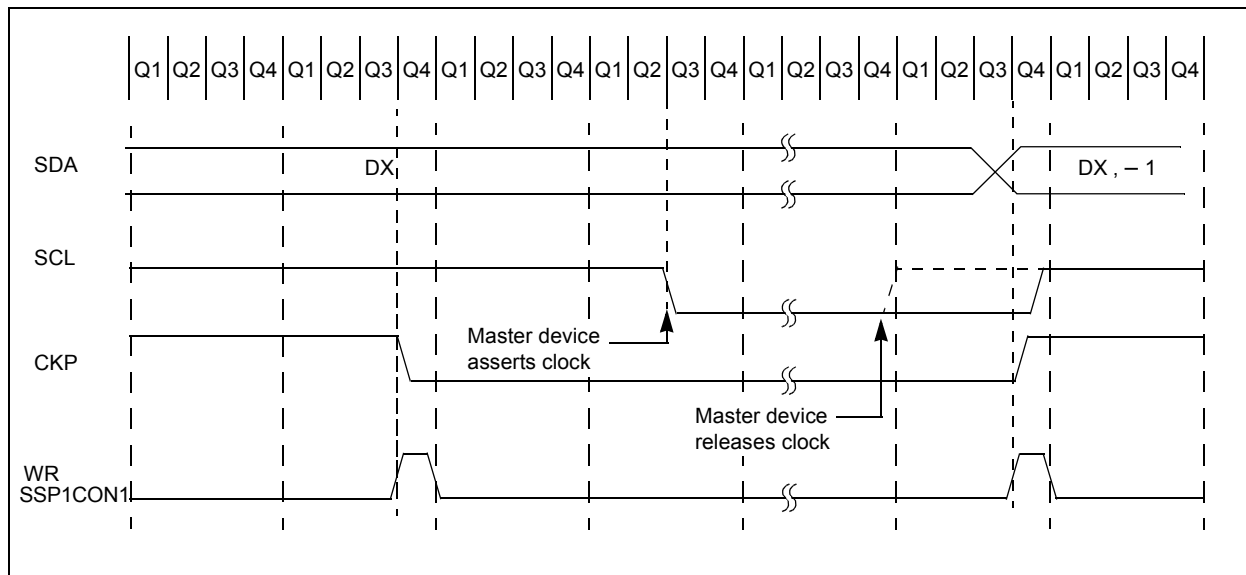 Q1 Q2 Q3 Q4 Q1 Q2 Q3 Q4 Q1 Q2 Q3 Q4 Q1 Q2 Q3 Q4 Q1 Q2 Q3 Q4 Q1 Q2 Q3 Q4 Q1 Q2 Q3 Q4
SDA
DX
DX , – 1
SCL
Master device
asserts clock
CKP
Master device
releases clock
WR
SSP1CON1